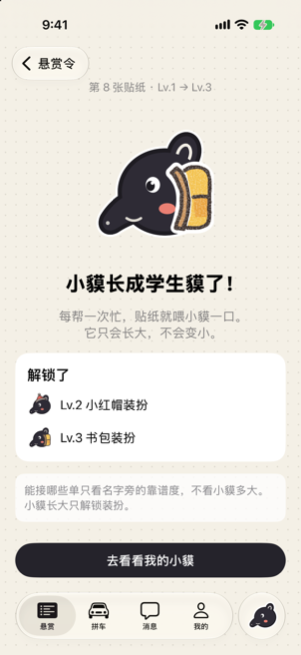 9:41
悬赏令
第 8 张贴纸 · Lv.1 → Lv.3
小貘长成学生貘了！
每帮一次忙，贴纸就喂小貘一口。
它只会长大，不会变小。
解锁了
Lv.2 小红帽装扮
Lv.3 书包装扮
能接哪些单只看名字旁的靠谱度，不看小貘多大。
小貘长大只解锁装扮。
去看看我的小貘
悬赏
拼车
消息
我的